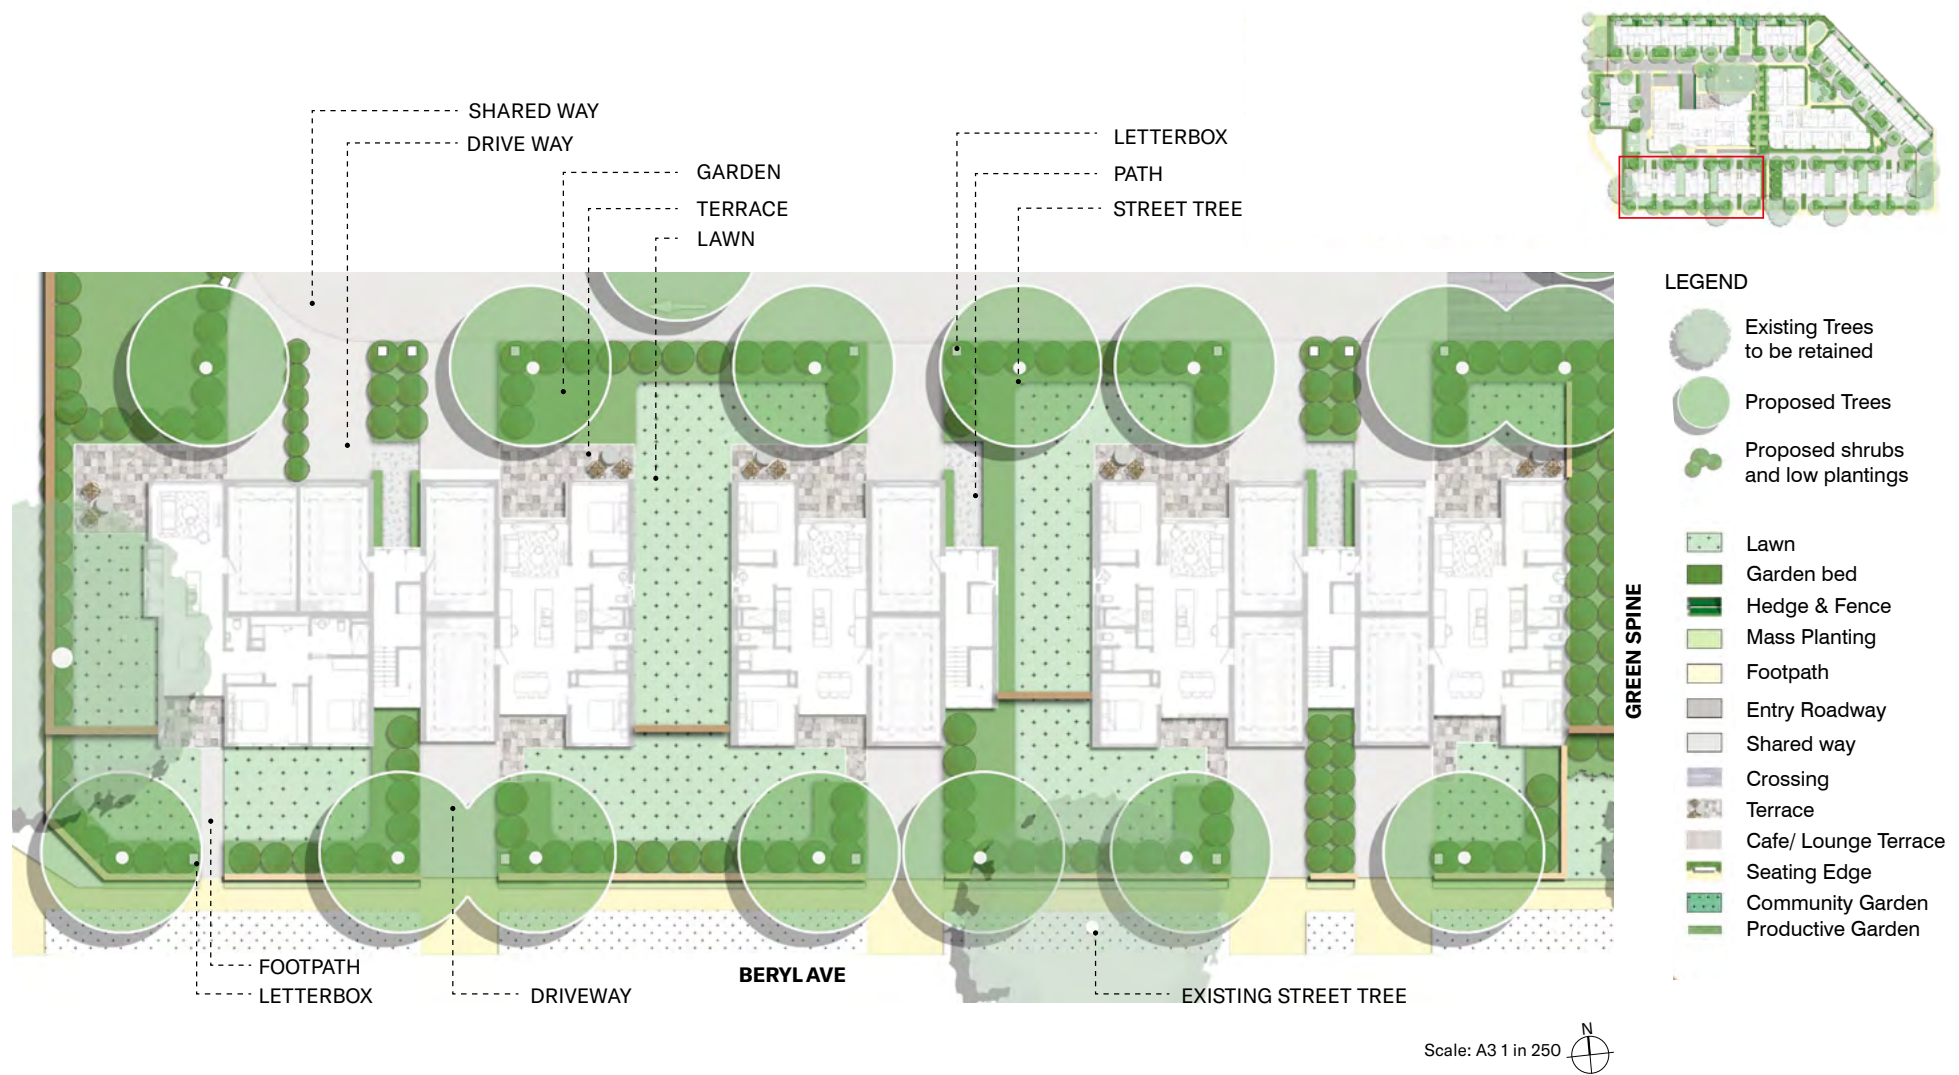 SHARED WAY
DRIVE WAY
GARDEN
TERRACE
LAWN
LETTERBOX
PATH
STREET TREE
LEGEND
Existing Trees
to be retained
Proposed Trees
Proposed shrubs
and low plantings
Lawn
Garden bed
Hedge & Fence
Mass Planting
Footpath
Entry Roadway
Shared way
Crossing
Terrace
Cafe/ Lounge Terrace
Seating Edge
Community Garden
Productive Garden
GREEN SPINE
FOOTPATH
LETTERBOX
DRIVEWAY
BERYL AVE
EXISTING STREET TREE
Scale: A3 1 in 250
N